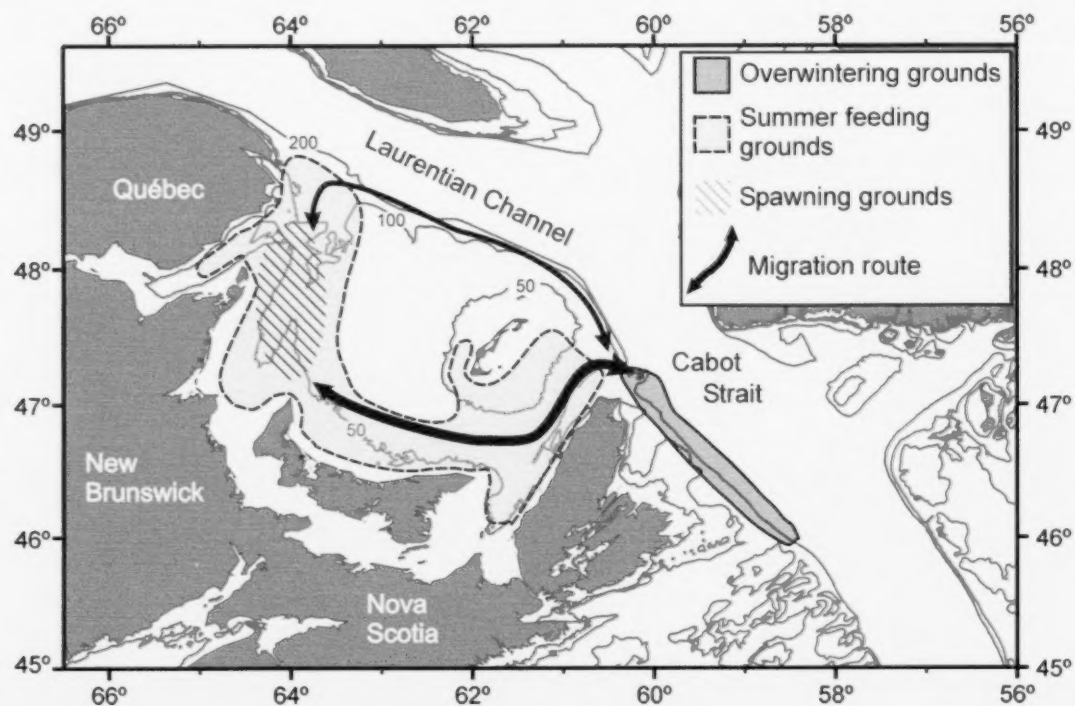 66° 64° 62° 60° 58° 56°
49°
48°
47°
46°
45°
49°
48°
47°
46°
45°
66° 64° 62° 60° 58° 56°
Overwintering grounds
Summer feeding
grounds
Spawning grounds
Migration route
Québec
200
Laurentian Channel
100
50
Cabot
Strait
50
New
Brunswick
Nova
Scotia